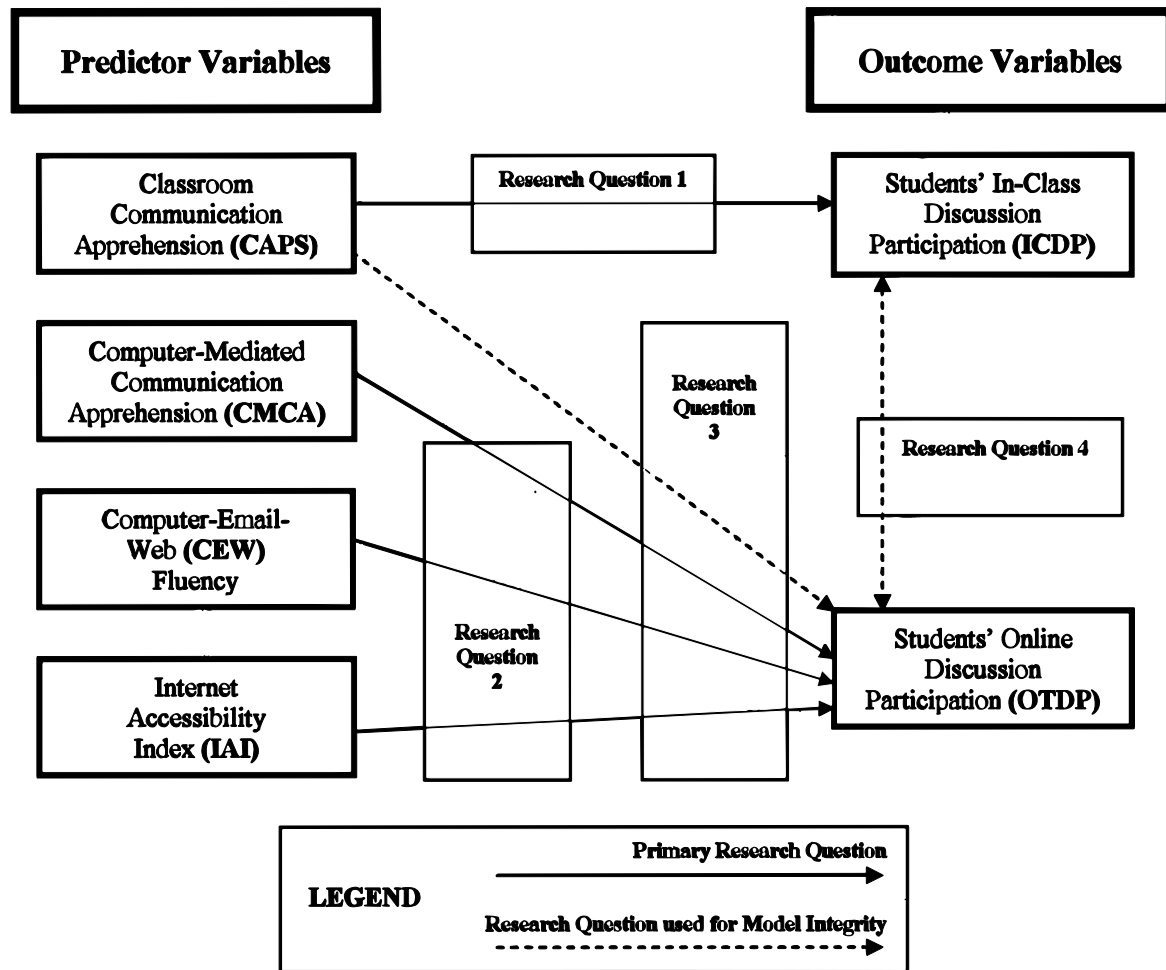 Predictor Variables
Outcome Variables
Classroom
Communication
Apprehension (CAPS)
Research Question 1
Students' In-Class
Discussion
Participation (ICDP)
Computer-Mediated
Communication
Apprehension (CMCA)
Research
Question
3
Research Question 4
Computer-Email-
Web (CEW)
Fluency
Research
Question
2
Students' Online
Discussion
Participation (OTDP)
Internet
Accessibility
Index (IAI)
LEGEND
Primary Research Question
Research Question used for Model Integrity